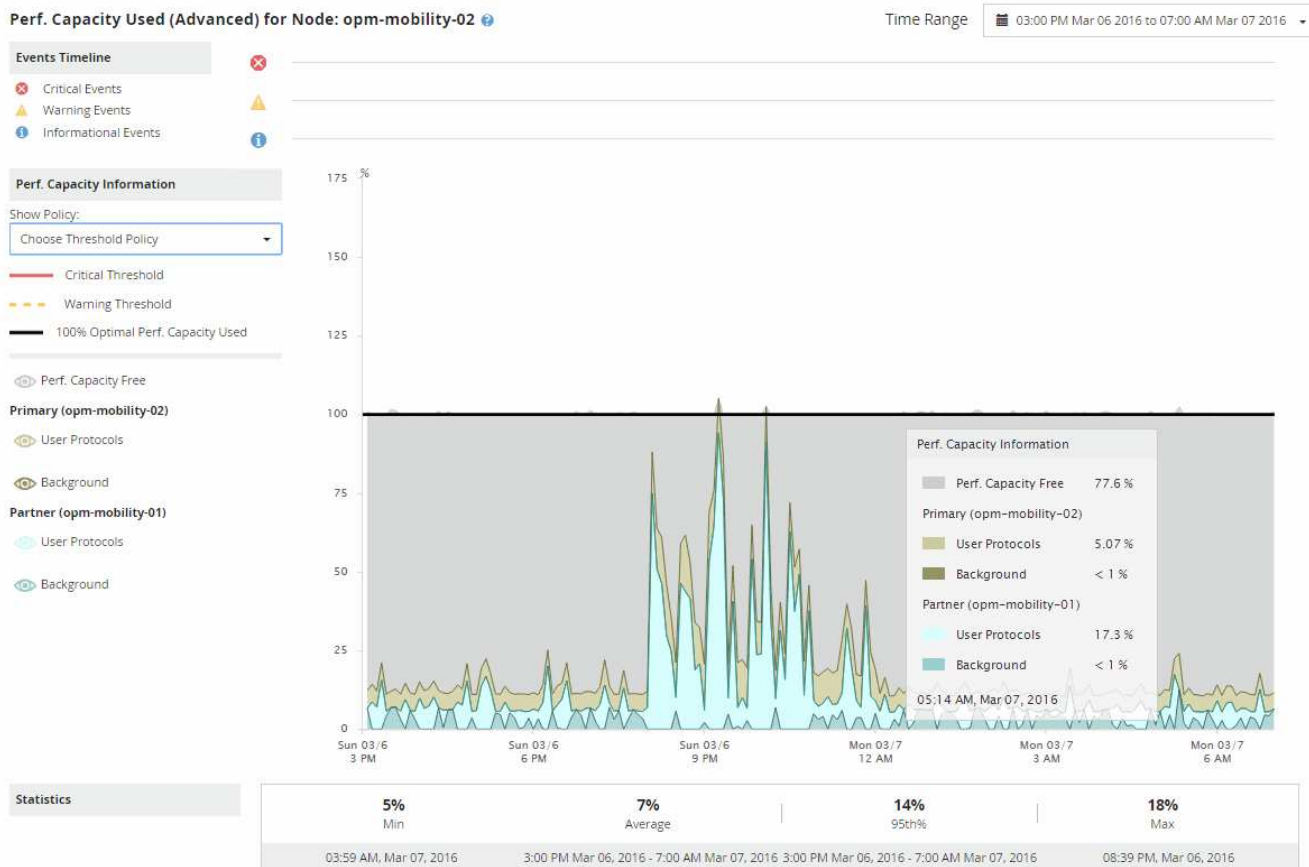 Perf. Capacity Used (Advanced) for Node: opm-mobility-02 ?
Time Range
03:00 PM Mar 06 2016 to 07:00 AM Mar 07 2016
Events Timeline
Critical Events
Warning Events
Informational Events
Perf. Capacity Information
Show Policy:
Choose Threshold Policy
Critical Threshold
Warning Threshold
100% Optimal Perf. Capacity Used
Perf. Capacity Free
Primary (opm-mobility-02)
User Protocols
Background
Partner (opm-mobility-01)
User Protocols
Background
%
175
150
125
100
75
50
25
0
Sun 03/6 3 PM
Sun 03/6 6 PM
Sun 03/6 9 PM
Mon 03/7 12 AM
Mon 03/7 3 AM
Mon 03/7 6 AM
Perf. Capacity Information
Perf. Capacity Free 77.6 %
Primary (opm-mobility-02)
User Protocols 5.07 %
Background < 1 %
Partner (opm-mobility-01)
User Protocols 17.3 %
Background < 1 %
05:14 AM, Mar 07, 2016
Statistics
5% 7% 14% 18%
Min Average 95th% Max
03:59 AM, Mar 07, 2016 3:00 PM Mar 06, 2016 - 7:00 AM Mar 07, 2016 3:00 PM Mar 06, 2016 - 7:00 AM Mar 07, 2016 08:39 PM, Mar 06, 2016